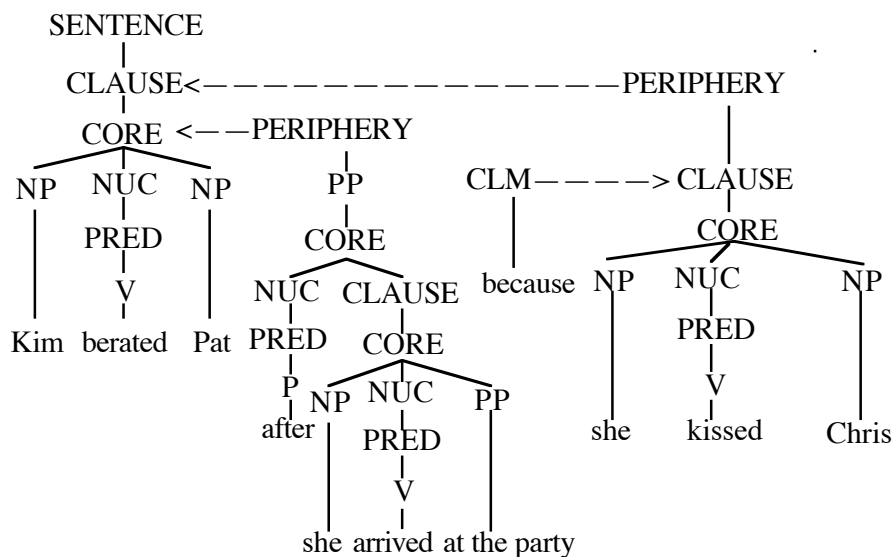 SENTENCE
CLAUSE PERIPHERY
CORE PERIPHERY
NP NUC NP PP CLM CLAUSE
PRED CORE CORE
V NUC CLAUSE because NP NUC NP
Kim berated Pat PRED CORE PRED
P NP NUC PP V
after PRED she kissed Chris
V
she arrived at the party